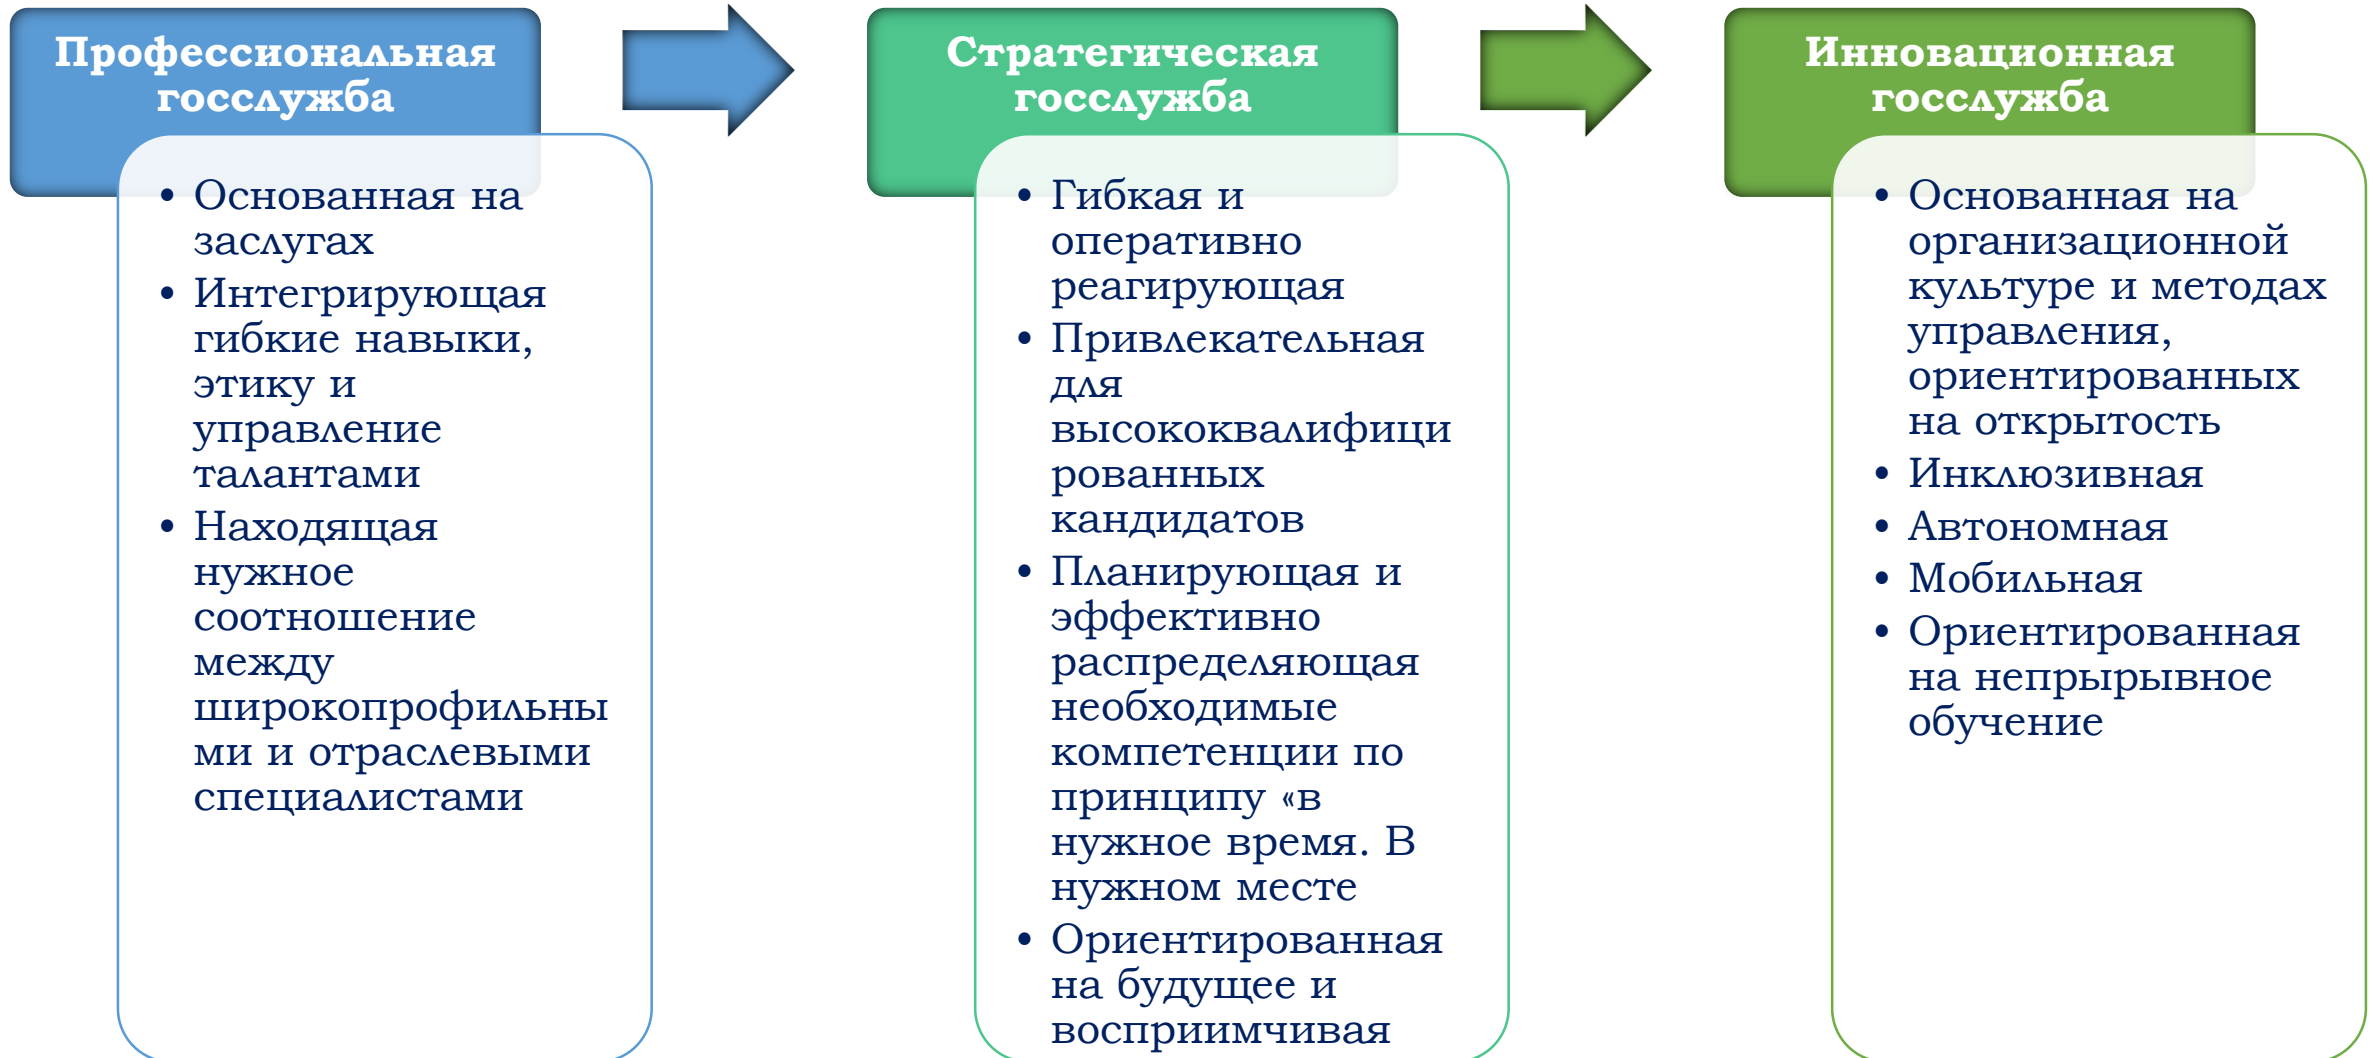 Профессиональная
госслужба
• Основанная на
заслугах
• Интегрирующая
гибкие навыки,
этику и
управление
талантами
• Находящая
нужное
соотношение
между
широкопрофильны
ми и отраслевыми
специалистами
Стратегическая
госслужба
• Гибкая и
оперативно
реагирующая
• Привлекательная
для
высококвалифици
рованных
кандидатов
• Планирующая и
эффективно
распределяющая
необходимые
компетенции по
принципу «в
нужное время. В
нужном месте
• Ориентированная
на будущее и
восприимчивая
Инновационная
госслужба
• Основанная на
организационной
культуре и методах
управления,
ориентированных
на открытость
• Инклюзивная
• Автономная
• Мобильная
• Ориентированная
на непрырывное
обучение